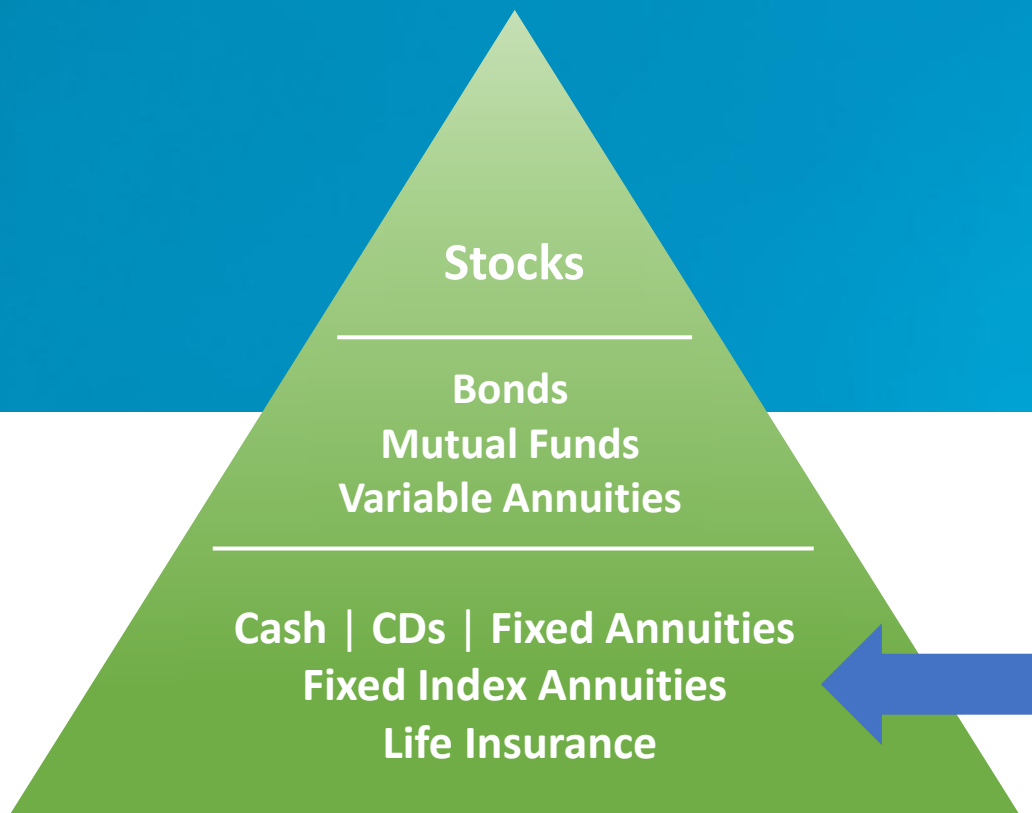 Stocks
Bonds
Mutual Funds
Variable Annuities
Cash | CDs | Fixed Annuities
Fixed Index Annuities
Life Insurance